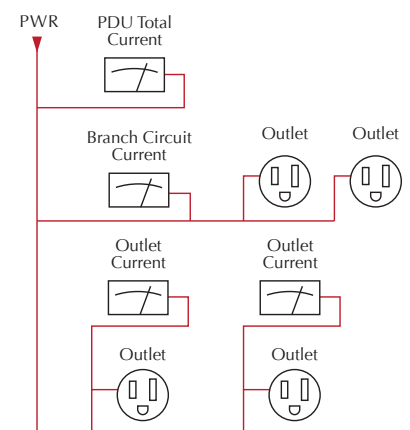 PWR
PDU Total
Current
Branch Circuit
Current
Outlet
Outlet
Outlet
Current
Outlet
Current
Outlet
Outlet